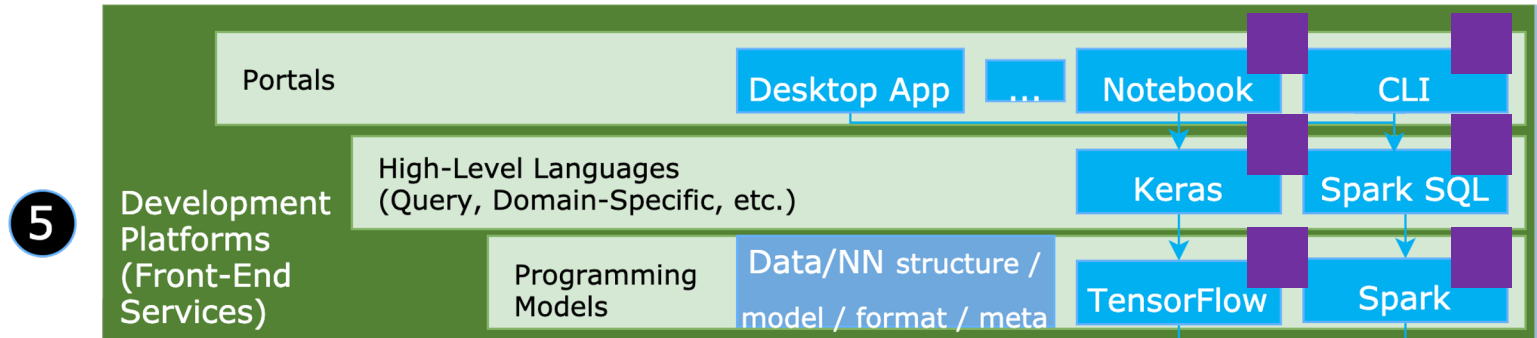 Portals
Desktop App
...
Notebook
CLI
High-Level Languages
(Query, Domain-Specific, etc.)
Keras
Spark SQL
5
Development
Platforms
(Front-End
Services)
Programming
Models
Data/NN structure /
model / format / meta
TensorFlow
Spark